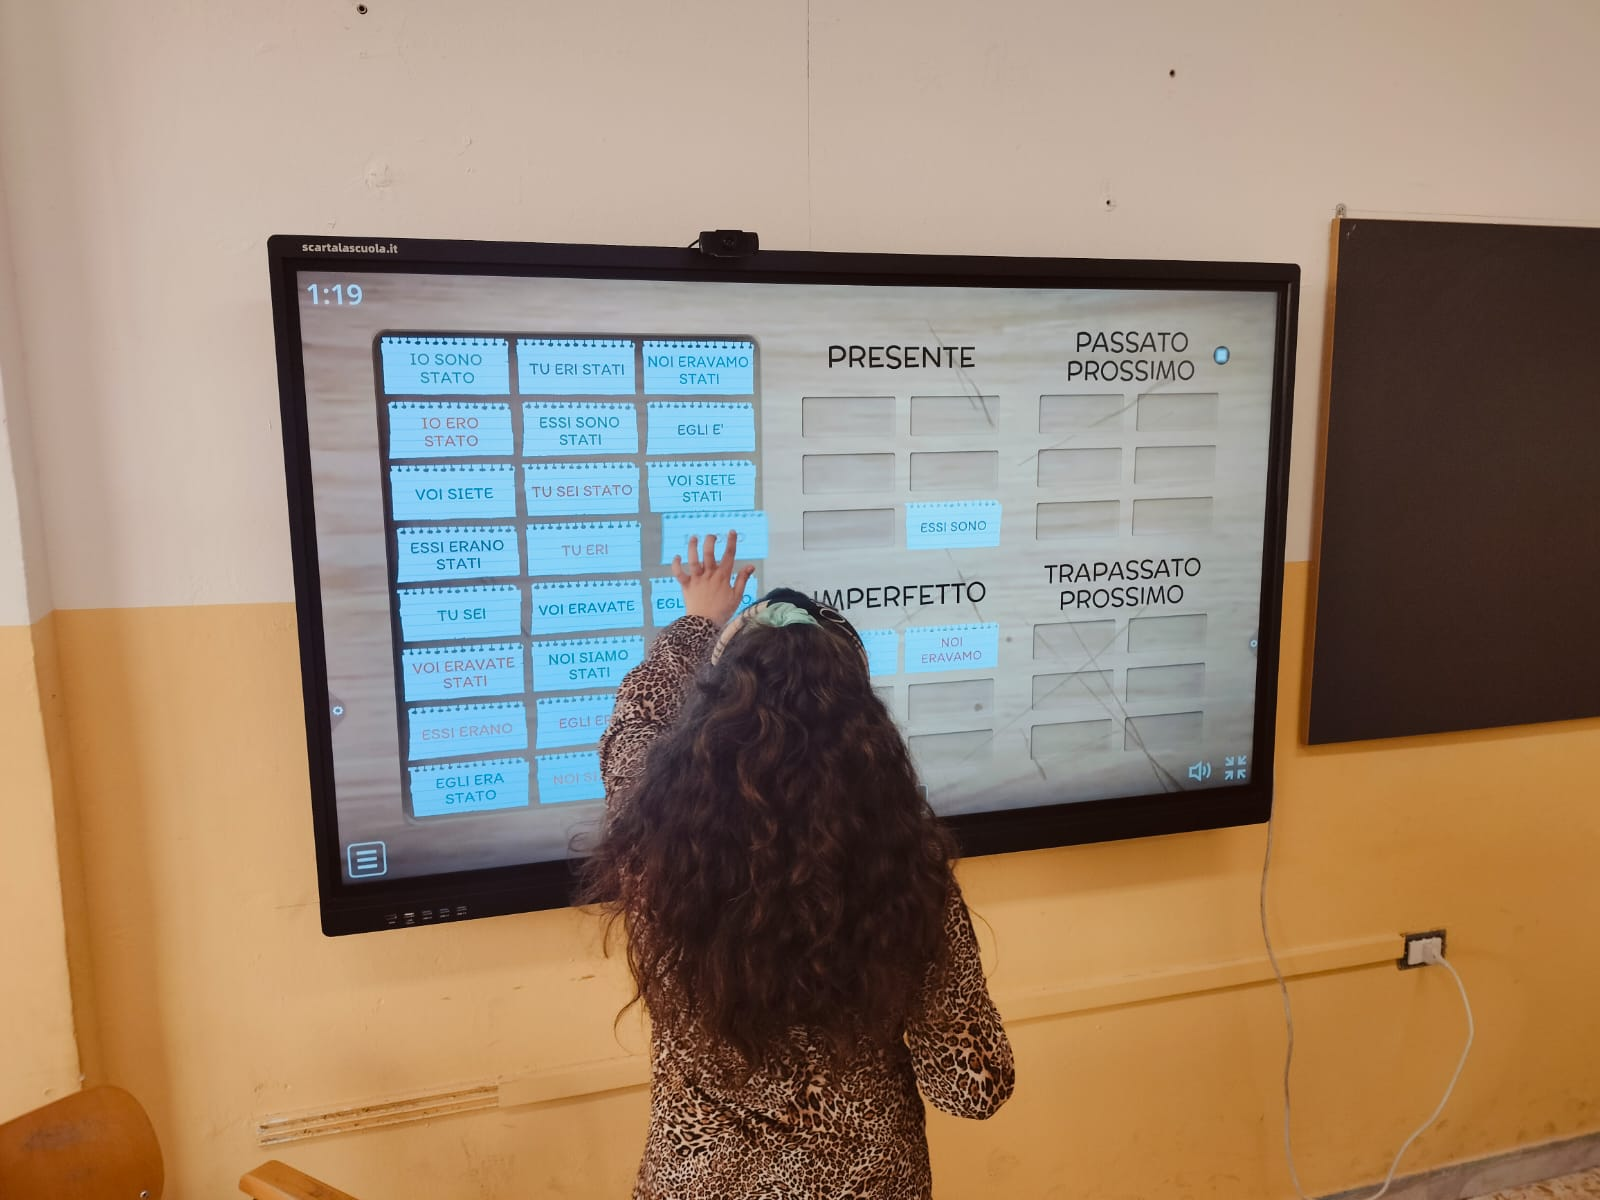 scartalascuola.it
1:19
IO SONO
STATO
TU ERI STATI
NOI ERAVAMO
STATI
IO ERO
STATO
ESSI SONO
STATI
EGLI E'
VOI SIETE
TU SEI STATO
VOI SIETE
STATI
ESSI ERANO
STATI
TU ERI
TU SEI
VOI ERAVATE
VOI ERAVATE
STATI
NOI SIAMO
STATI
ESSI ERANO
EGLI
EGLI ERA
STATO
NOI
PRESENTE
ESSI SONO
PASSATO
PROSSIMO
IMPERFETTO
NOI
ERAVAMO
TRAPASSATO
PROSSIMO